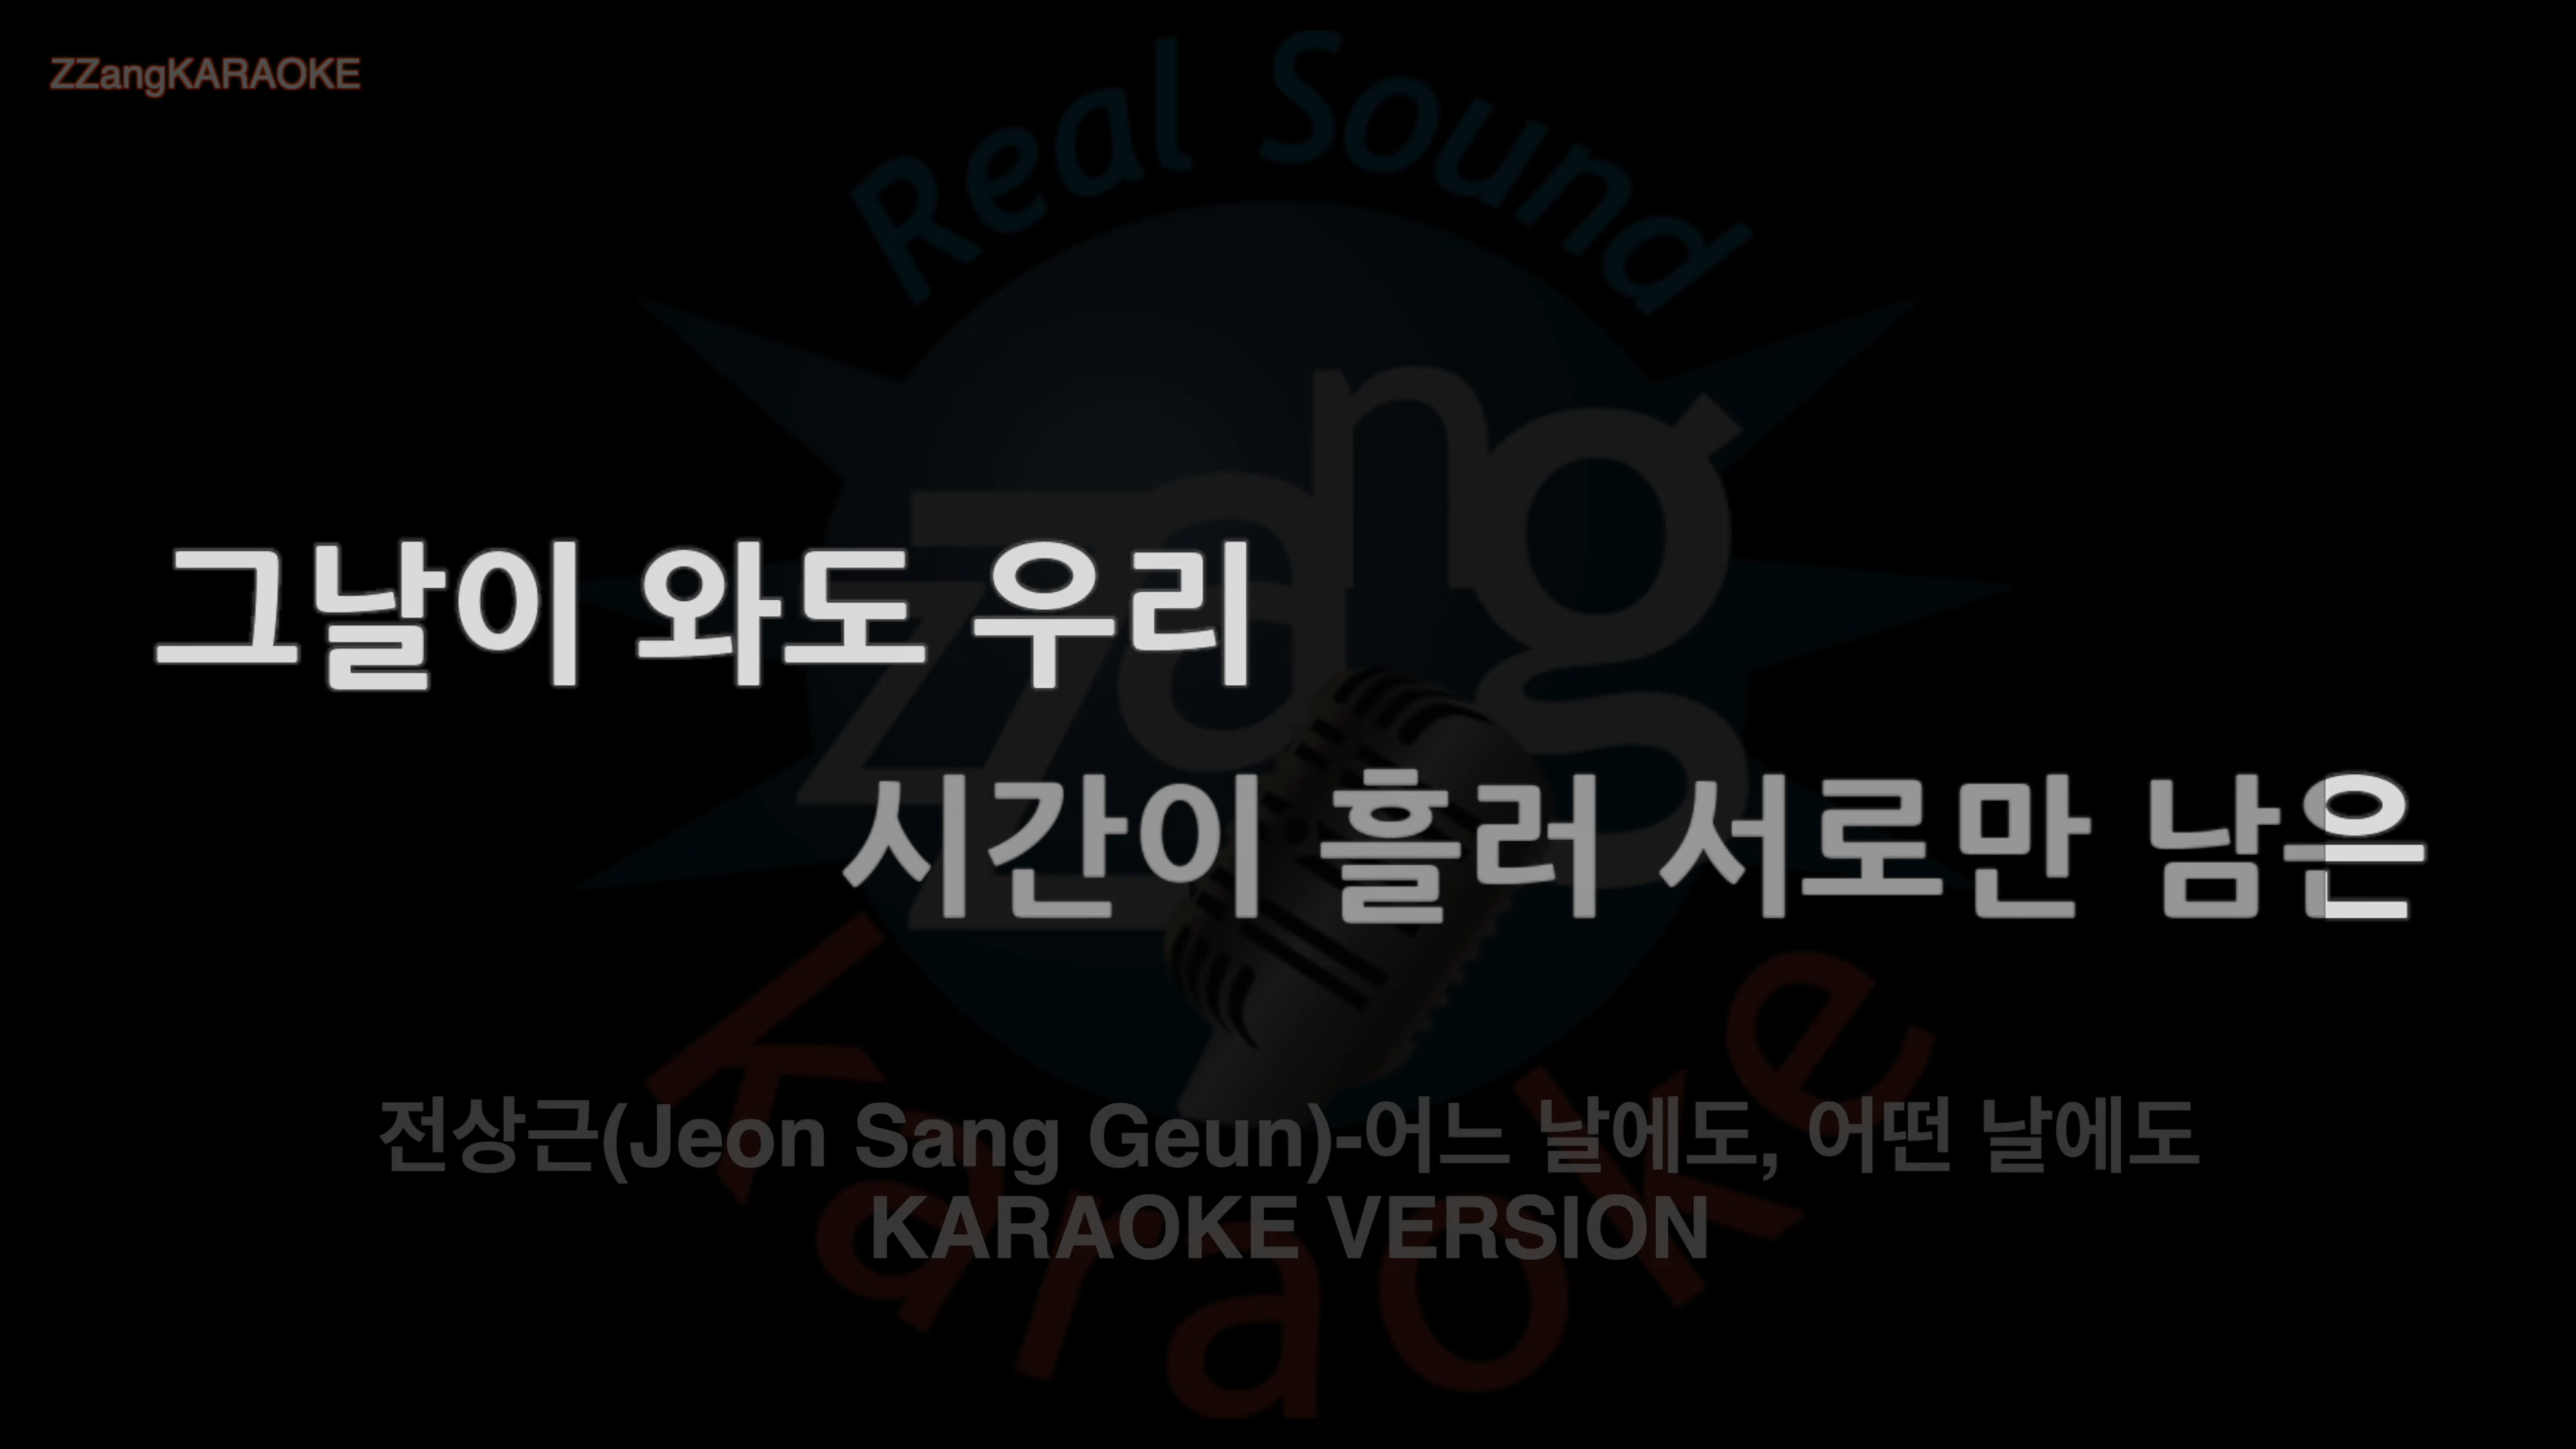 ZZangKARAOKE
Real Sound
zzang
그날이 와도 우리
시간이 흘러 서로만 남은
전상근(Jeon Sang Geun)-어느 날에도, 어떤 날에도
KARAOKE VERSION
Karaoke